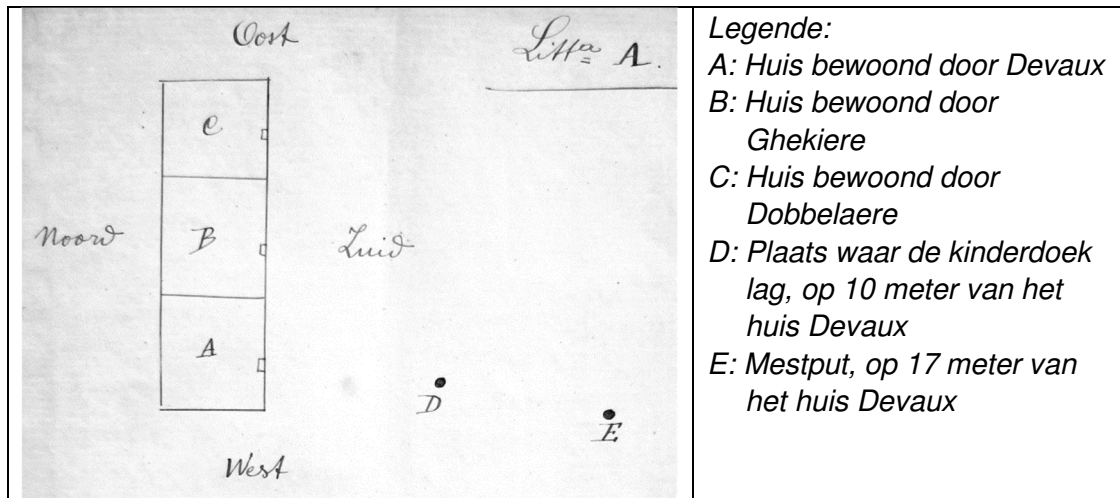 Oost
Litta A.
C
Noord
B
Zuid
A
D
E
West
Legende:
A: Huis bewoond door Devaux
B: Huis bewoond door
Ghekiere
C: Huis bewoond door
Dobbelaere
D: Plaats waar de kinderdoek
lag, op 10 meter van het
huis Devaux
E: Mestput, op 17 meter van
het huis Devaux